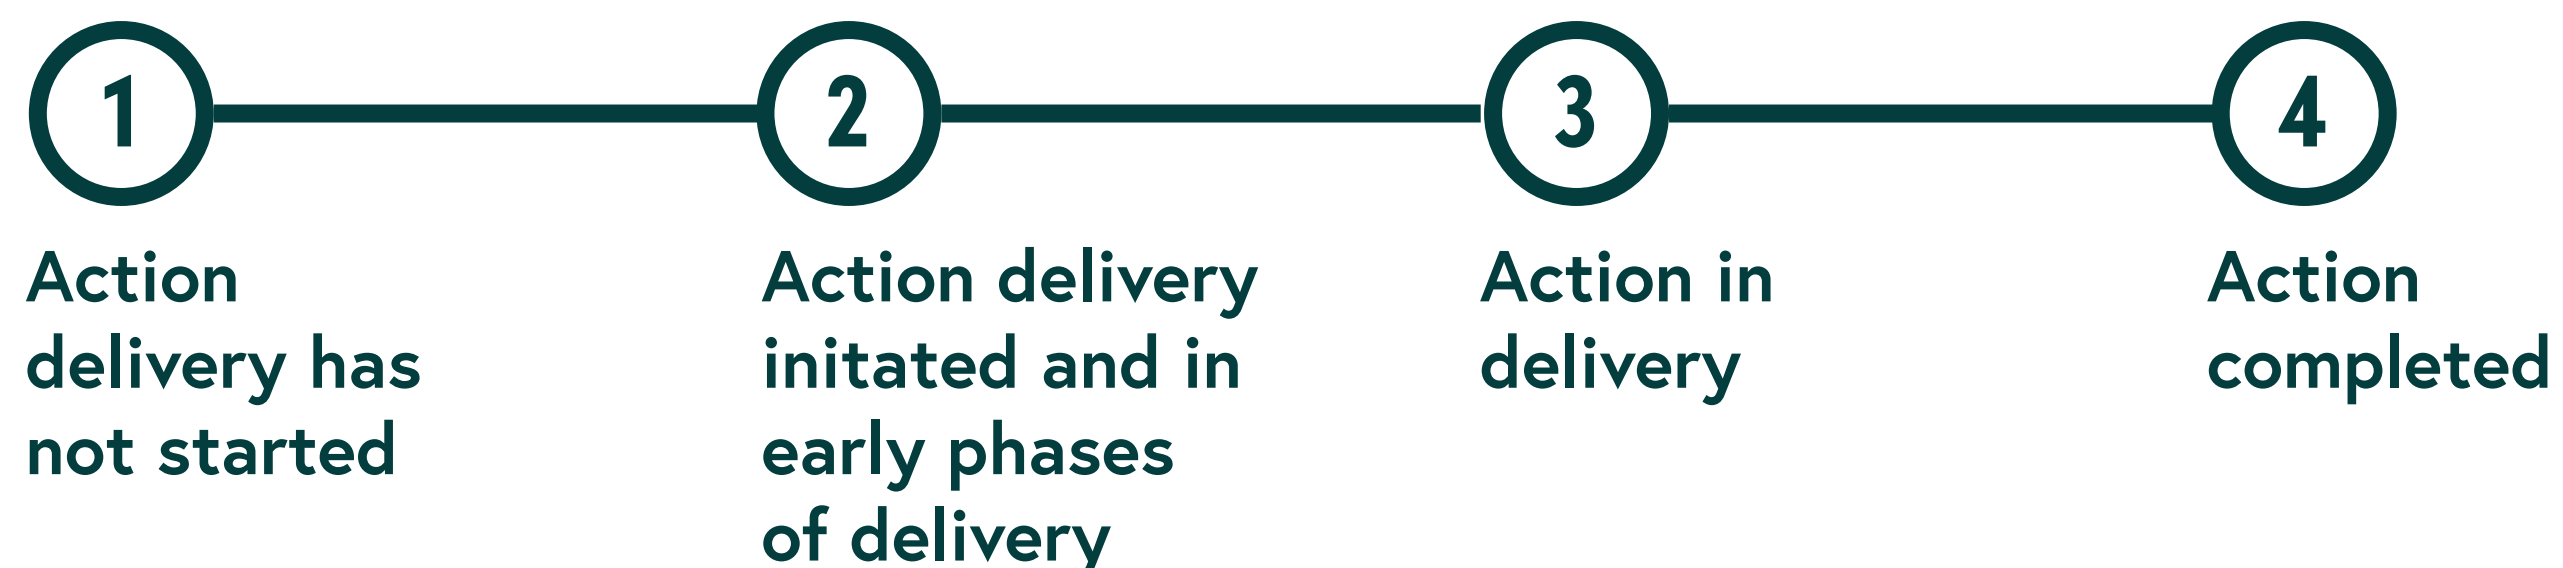 1
2
3
4
Action
delivery has
not started
Action delivery
initated and in
early phases
of delivery
Action in
delivery
Action
completed